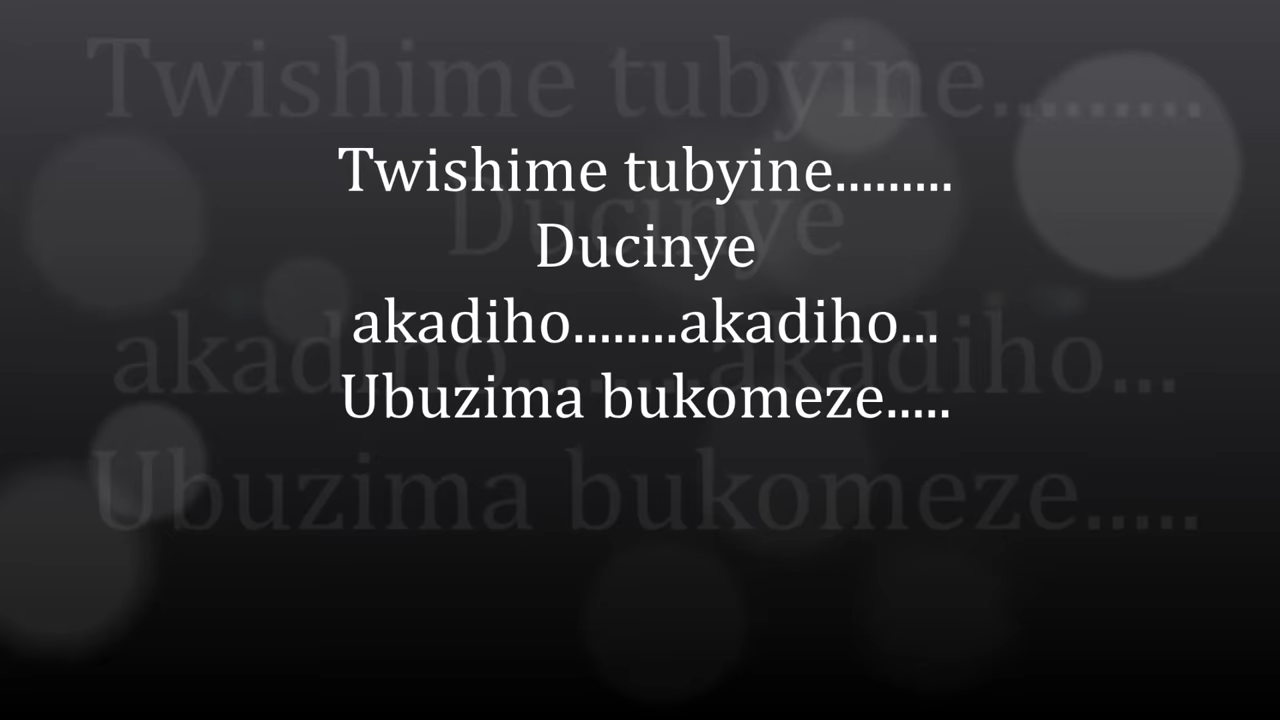 Twishime tubyine.........
Ducinye
akadiho........akadiho...
Ubuzima bukomeze.....